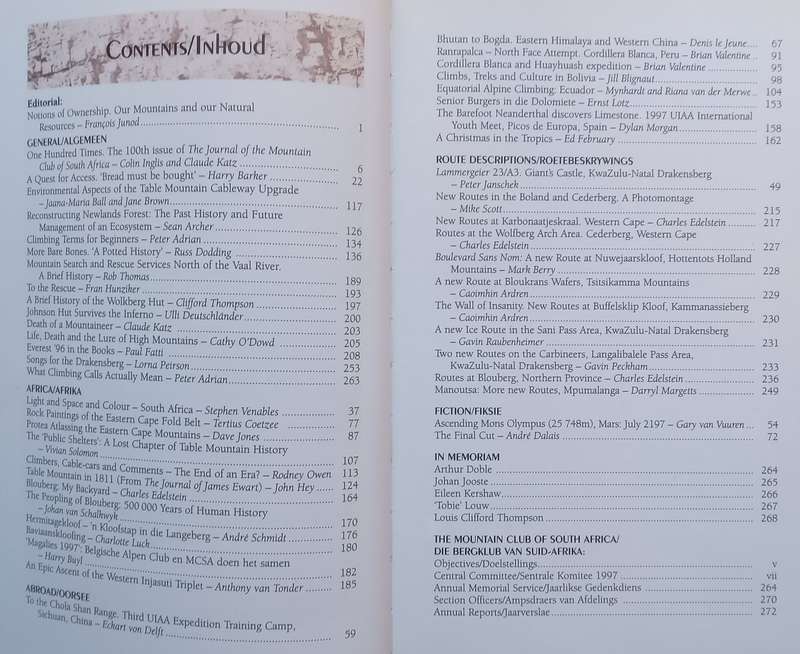 CONTENTS/INHOUD
Editorial:
Notions of Ownership. Our Mountains and our Natural
Resources – François Junod 1
GENERAL/ALGEMEEN
One Hundred Times. The 100th issue of The Journal of the Mountain
Club of South Africa – Colin Inglis and Claude Katz 6
A Quest for Access. 'Bread must be bought' – Harry Barker 22
Environmental Aspects of the Table Mountain Cableway Upgrade
– Jaana-Maria Ball and Jane Brown 117
Reconstructing Newlands Forest: The Past History and Future
Management of an Ecosystem – Sean Archer 126
Climbing Terms for Beginners – Peter Adrian 134
More Bare Bones. 'A Potted History' – Russ Dodding 136
Mountain Search and Rescue Services North of the Vaal River.
A Brief History – Rob Thomas 189
To the Rescue – Fran Hunziker 193
A Brief History of the Wolkberg Hut – Clifford Thompson 197
Johnson Hut Survives the Inferno – Ulli Deutschländer 200
Death of a Mountaineer – Claude Katz 203
Life, Death and the Lure of High Mountains – Cathy O'Dowd 205
Everest '96 in the Books – Paul Fatti 208
Songs for the Drakensberg – Lorna Peirson 253
What Climbing Calls Actually Mean – Peter Adrian 263
AFRICA/AFRIKA
Light and Space and Colour – South Africa – Stephen Venables 37
Rock Paintings of the Eastern Cape Fold Belt – Tertius Coetzee 77
Protea Atlassing the Eastern Cape Mountains – Dave Jones 87
The 'Public Shelters': A Lost Chapter of Table Mountain History
– Vivian Solomon 107
Climbers, Cable-cars and Comments – The End of an Era? – Rodney Owen 113
Table Mountain in 1811 (From The Journal of James Ewart) – John Hey 124
Blouberg: My Backyard – Charles Edelstein 164
The Peopling of Blouberg: 500 000 Years of Human History
– Johan van Schalkwyk 170
Hermitagekloof – 'n Kloofstap in die Langeberg – André Schmidt 176
Baviaansklooling – Charlotte Luck 180
'Magalies 1997': Belgische Alpen Club en MCSA doen het samen
– Harry Buyl 182
An Epic Ascent of the Western Injasuti Triplet – Anthony van Tonder 185
ABROAD/OORSEE
To the Chola Shan Range. Third UIAA Expedition Training Camp,
Sichuan, China – Eckart von Delft 59
Bhutan to Bogda. Eastern Himalaya and Western China – Denis le Jeune 67
Ranrapalca – North Face Attempt. Cordillera Blanca, Peru – Brian Valentine 91
Cordillera Blanca and Huayhuash expedition – Brian Valentine 95
Climbs, Treks and Culture in Bolivia – Jill Blignaut 98
Equatorial Alpine Climbing: Ecuador – Mynhardt and Riana van der Merwe 104
Senior Burgers in die Dolomiete – Ernst Lotz 153
The Barefoot Neanderthal discovers Limestone. 1997 UIAA International
Youth Meet, Picos de Europa, Spain – Dylan Morgan 158
A Christmas in the Tropics – Ed February 162
ROUTE DESCRIPTIONS/ROETEBESKRYWINGS
Lammergeier 23/A3. Giant's Castle, KwaZulu-Natal Drakensberg
– Peter Janschek 49
New Routes in the Boland and Cederberg. A Photomontage
– Mike Scott 215
New Routes at Karbonaatjeskraal. Western Cape – Charles Edelstein 217
Routes at the Wolfberg Arch Area. Cederberg, Western Cape
– Charles Edelstein 227
Boulevard Sans Nom: A new Route at Nuwejaarskloof, Hottentots Holland
Mountains – Mark Berry 228
A new Route at Bloukrans Wafers, Tsitsikamma Mountains
– Caoimhin Ardren 229
The Wall of Insanity. New Routes at Buffelsklip Kloof, Kammanassieberg
– Caoimhin Ardren 230
A new Ice Route in the Sani Pass Area, KwaZulu-Natal Drakensberg
– Gavin Raubenheimer 231
Two new Routes on the Carbineers, Langalibalele Pass Area,
KwaZulu-Natal Drakensberg – Gavin Peckham 233
Routes at Blouberg, Northern Province – Charles Edelstein 236
Manoutsa: More new Routes, Mpumalanga – Darryl Margetts 249
FICTION/FIKSIE
Ascending Mons Olympus (25 748m), Mars: July 2197 – Gary van Vuuren 54
The Final Cut – André Dalais 72
IN MEMORIAM
Arthur Doble 264
Johan Jooste 265
Eileen Kershaw 266
'Tobie' Louw 267
Louis Clifford Thompson 268
THE MOUNTAIN CLUB OF SOUTH AFRICA/
DIE BERGKLUB VAN SUID-AFRIKA:
Objectives/Doelstellings v
Central Committee/Sentrale Komitee 1997 vii
Annual Memorial Service/Jaarlikse Gedenkdiens 264
Section Officers/Ampsdraers van Afdelings 270
Annual Reports/Jaarverslae 272